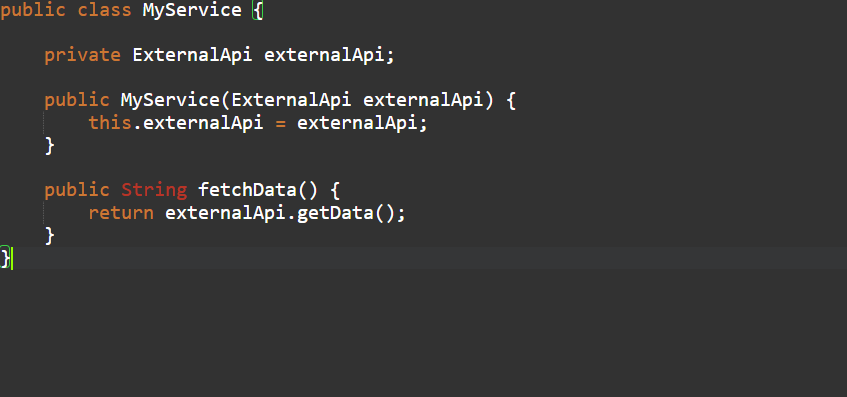 public class MyService {
    private ExternalApi externalApi;
    public MyService(ExternalApi externalApi) {
        this.externalApi = externalApi;
    }
    public String fetchData() {
        return externalApi.getData();
    }
}